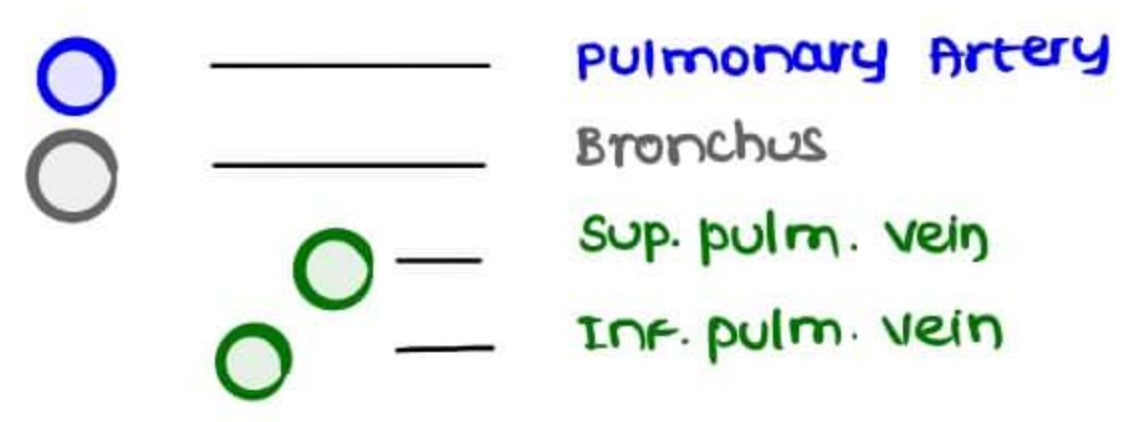 Pulmonary Artery
Bronchus
Sup. pulm. vein
Inf. pulm. vein